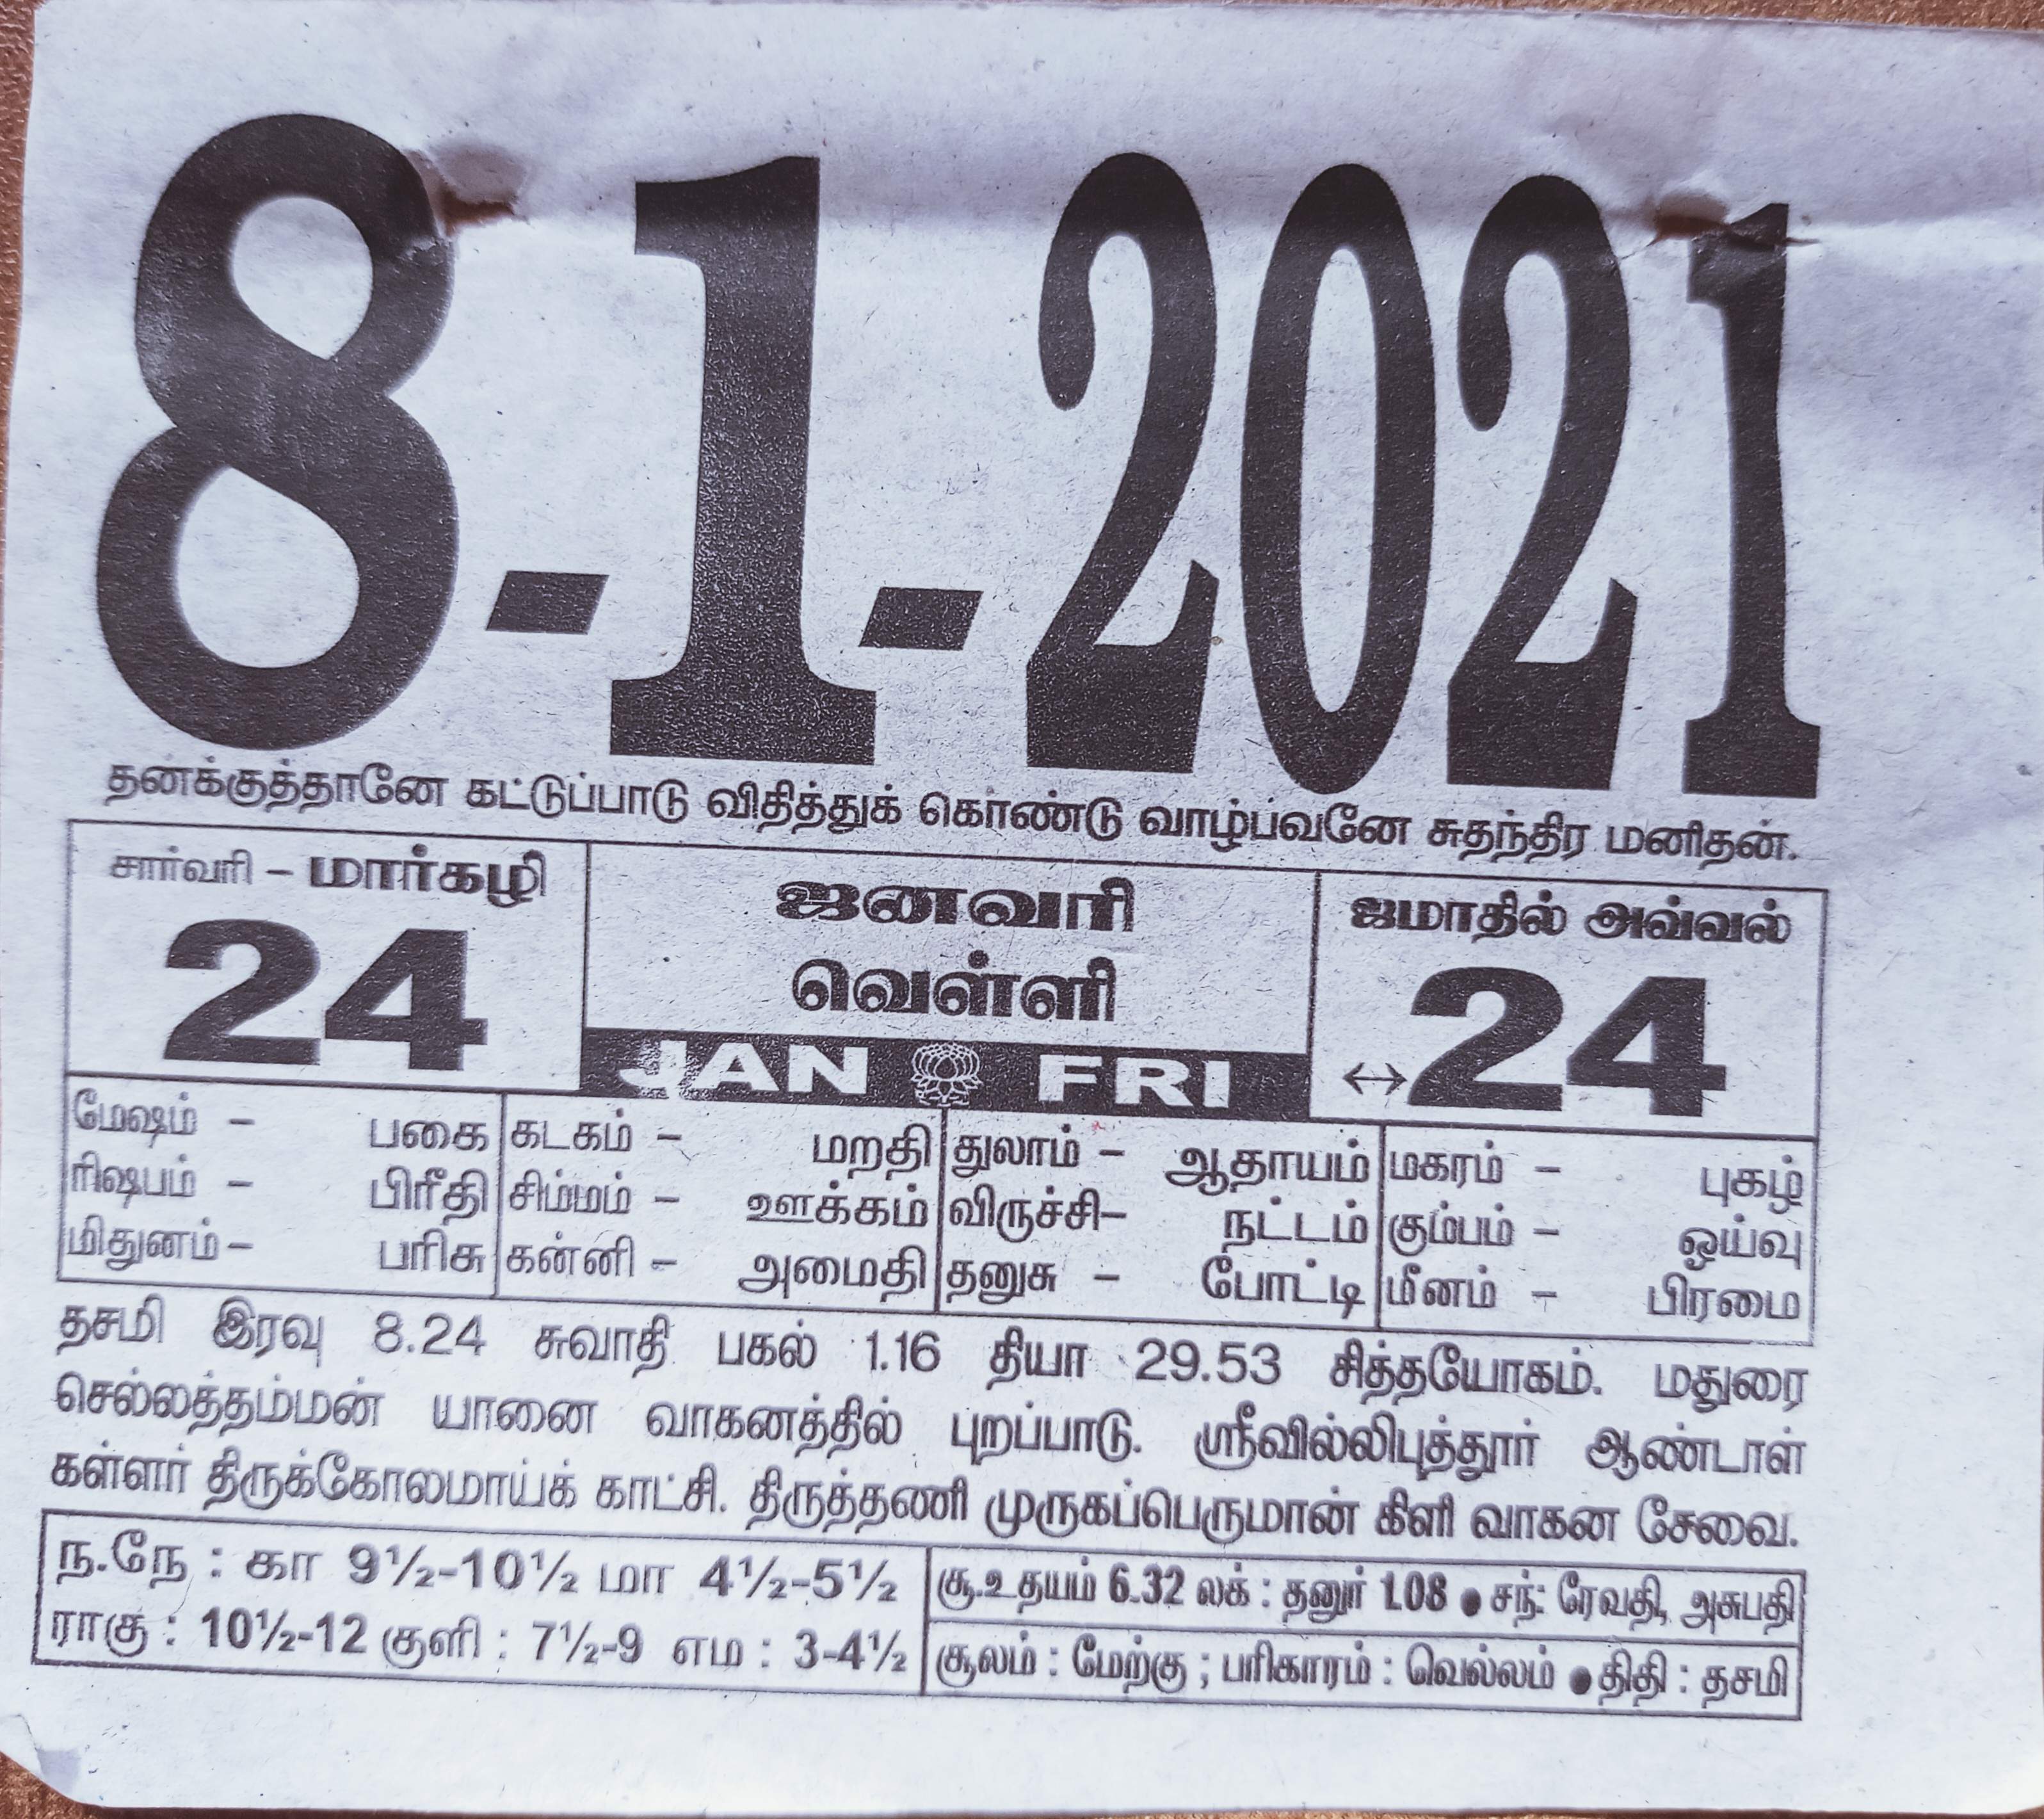 8-1-2021
தனக்குத்தானே கட்டுப்பாடு விதித்துக் கொண்டு வாழ்பவனே சுதந்திர மனிதன்.
சார்வரி – மார்கழி
24
ஜனவரி
வெள்ளி
JAN FRI
ஜமாதில் அவ்வல்
↔24
மேஷம் – பகை
ரிஷபம் – பிரீதி
மிதுனம் – பரிசு
கடகம் – மறதி
சிம்மம் – ஊக்கம்
கன்னி – அமைதி
துலாம் – ஆதாயம்
விருச்சி– நட்டம்
தனுசு – போட்டி
மகரம் – புகழ்
கும்பம் – ஓய்வு
மீனம் – பிரமை
தசமி இரவு 8.24 சுவாதி பகல் 1.16 தியா 29.53 சித்தயோகம். மதுரை
செல்லத்தம்மன் யானை வாகனத்தில் புறப்பாடு. ஸ்ரீவில்லிபுத்தூர் ஆண்டாள்
கள்ளர் திருக்கோலமாய்க் காட்சி. திருத்தணி முருகப்பெருமான் கிளி வாகன சேவை.
ந.நே : கா 9½-10½ மா 4½-5½
ராகு : 10½-12 குளி : 7½-9 எம : 3-4½
சூ.உதயம் 6.32 லக் : தனுர் 1.08 ● சந்: ரேவதி, அசுபதி
சூலம் : மேற்கு ; பரிகாரம் : வெல்லம் ● திதி : தசமி